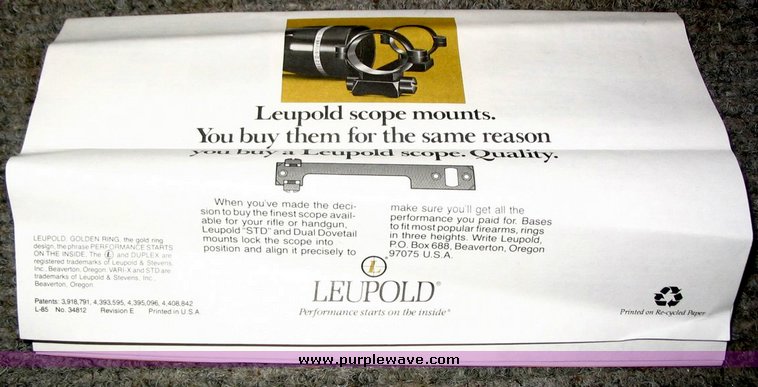 Leupold scope mounts.
You buy them for the same reason
you buy a Leupold scope. Quality.
When you've made the deci-
sion to buy the finest scope avail-
able for your rifle or handgun,
Leupold "STD" and Dual Dovetail
mounts lock the scope into
position and align it precisely to
make sure you'll get all the
performance you paid for. Bases
to fit most popular firearms, rings
in three heights. Write Leupold,
P.O. Box 688, Beaverton, Oregon
97075 U.S.A.
LEUPOLD, GOLDEN RING, the gold ring
design, the phrase PERFORMANCE STARTS
ON THE INSIDE, The L and DUPLEX are
registered trademarks of Leupold & Stevens,
Inc., Beaverton, Oregon. VARI-X and STD are
trademarks of Leupold & Stevens, Inc.,
Beaverton, Oregon
Patents: 3,918,791, 4,393,595, 4,395,096, 4,408,842
L-85 No. 34812 Revision E Printed in U.S.A.
L®
LEUPOLD®
Performance starts on the inside®
Printed on Re-cycled Paper
www.purplewave.com